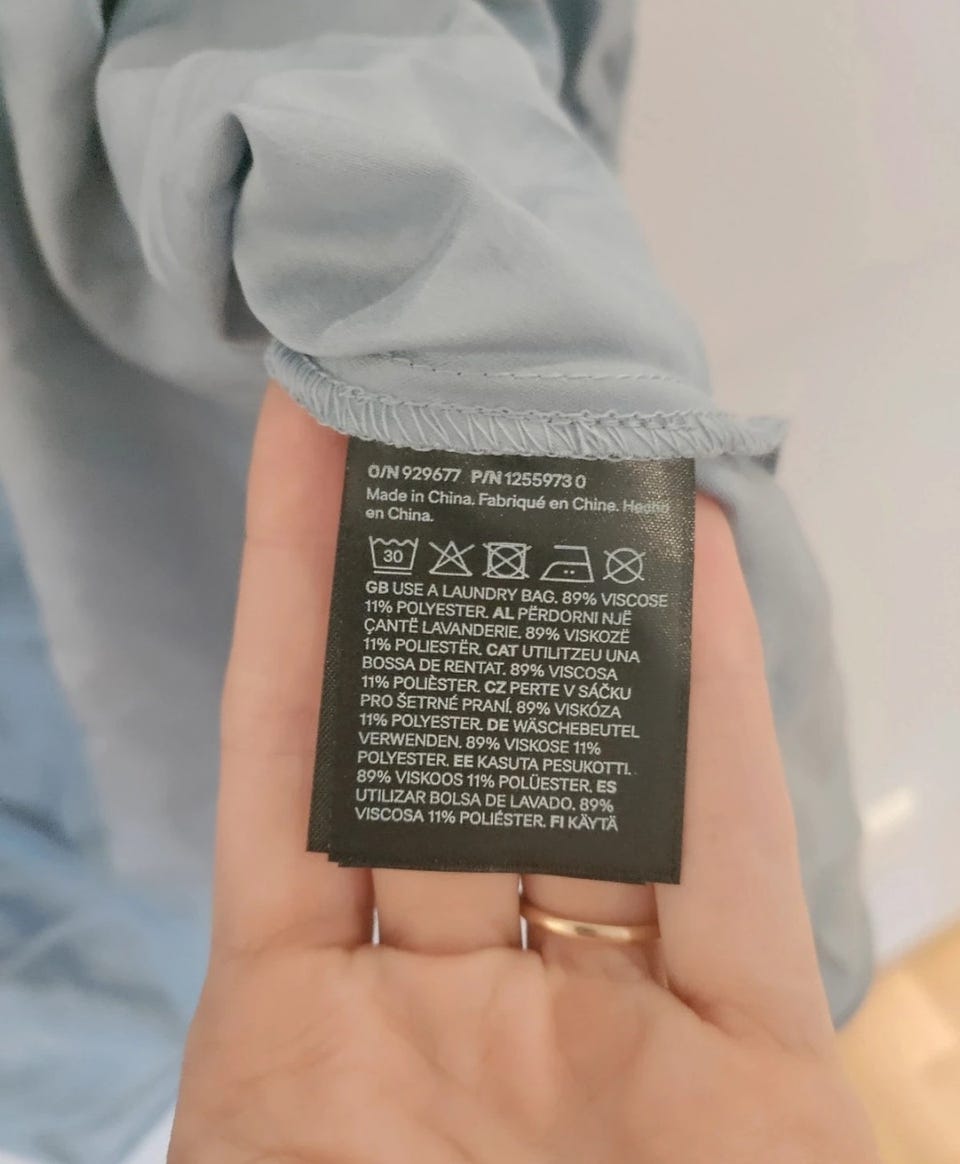 O/N 929677 P/N 1255973 0
Made in China. Fabriqué en Chine. Hecho
en China.
30
GB USE A LAUNDRY BAG. 89% VISCOSE
11% POLYESTER. AL PËRDORNI NJË
ÇANTË LAVANDERIE. 89% VISKOZË
11% POLIESTËR. CAT UTILITZEU UNA
BOSSA DE RENTAT. 89% VISCOSA
11% POLIÈSTER. CZ PERTE V SÁČKU
PRO ŠETRNÉ PRANÍ. 89% VISKÓZA
11% POLYESTER. DE WÄSCHEBEUTEL
VERWENDEN. 89% VISKOSE 11%
POLYESTER. EE KASUTA PESUKOTTI.
89% VISKOOS 11% POLÜESTER. ES
UTILIZAR BOLSA DE LAVADO. 89%
VISCOSA 11% POLIÉSTER. FI KÄYTÄ